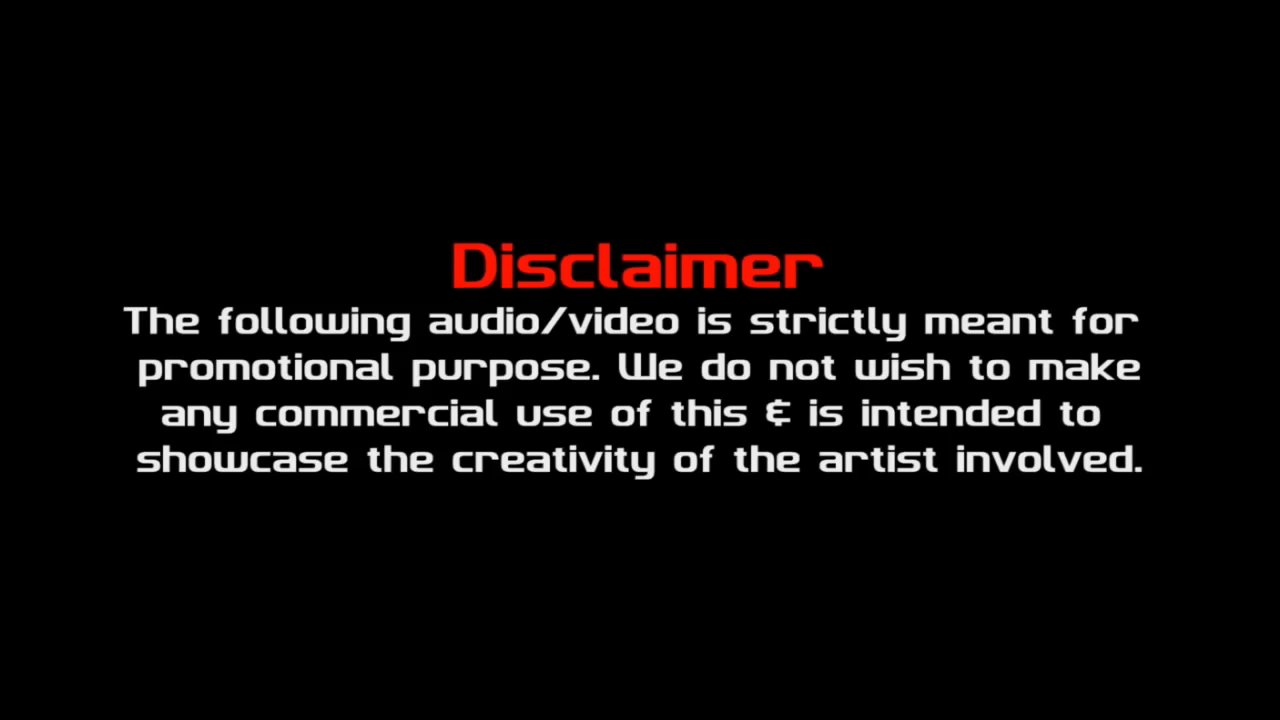 Disclaimer
The following audio/video is strictly meant for
promotional purpose. We do not wish to make
any commercial use of this & is intended to
showcase the creativity of the artist involved.